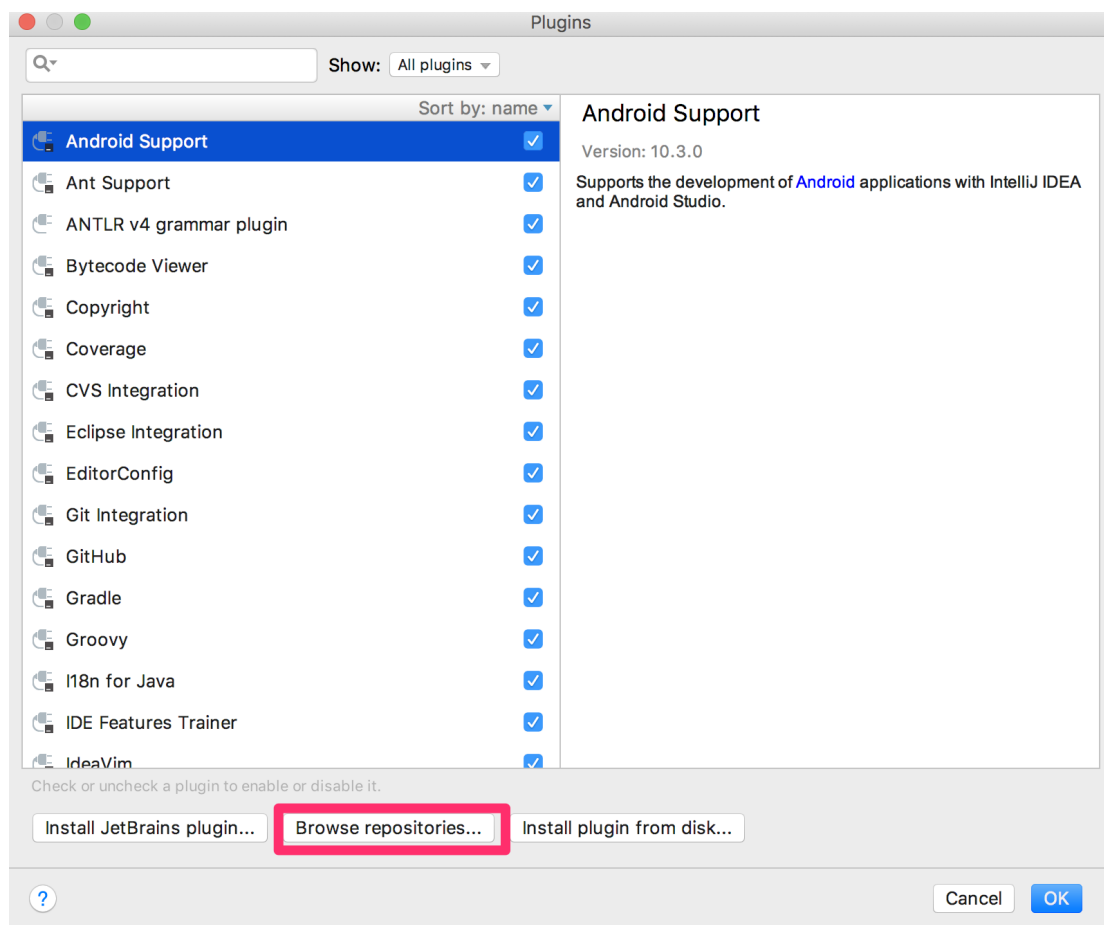 Plugins
Show: All plugins
Sort by: name
Android Support
Ant Support
ANTLR v4 grammar plugin
Bytecode Viewer
Copyright
Coverage
CVS Integration
Eclipse Integration
EditorConfig
Git Integration
GitHub
Gradle
Groovy
I18n for Java
IDE Features Trainer
IdeaVim
Android Support
Version: 10.3.0
Supports the development of Android applications with IntelliJ IDEA
and Android Studio.
Check or uncheck a plugin to enable or disable it.
Install JetBrains plugin... Browse repositories... Install plugin from disk...
? Cancel OK